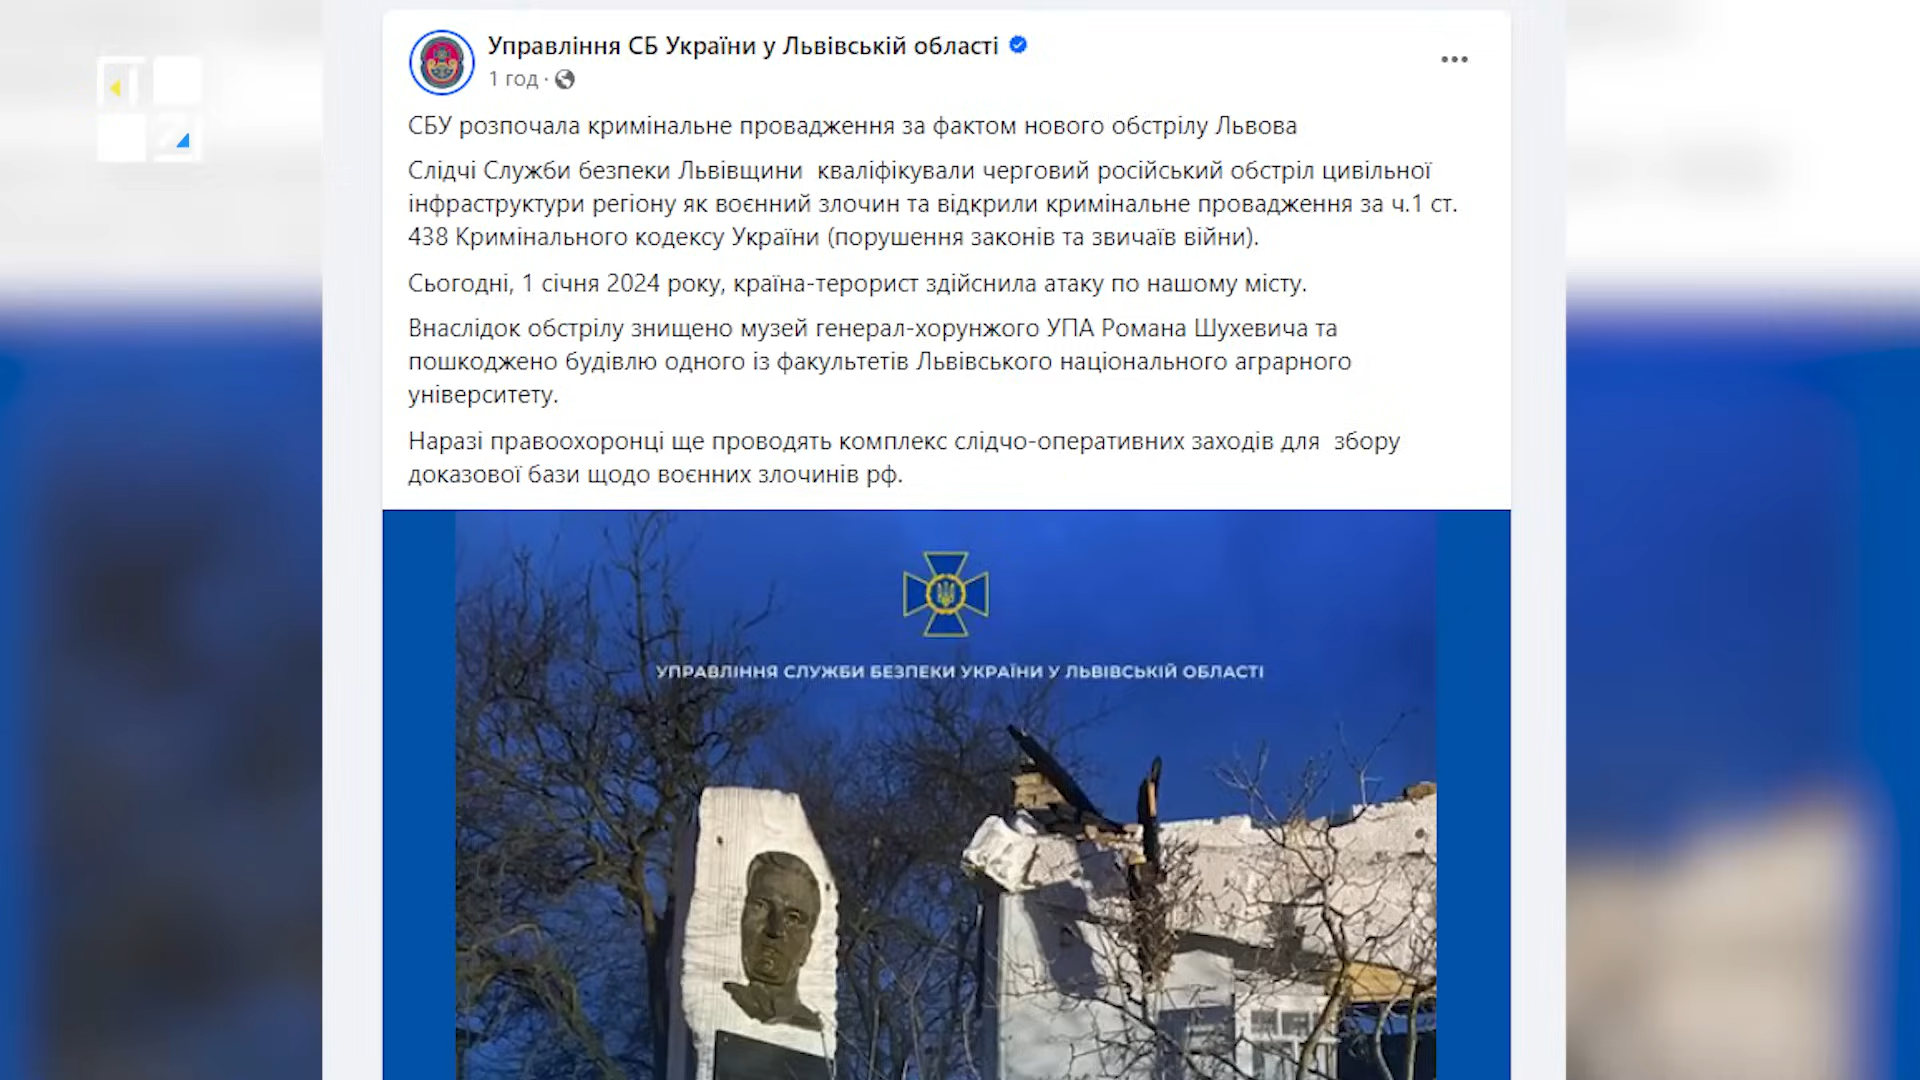 Управління СБ України у Львівській області
1 год ·
СБУ розпочала кримінальне провадження за фактом нового обстрілу Львова
Слідчі Служби безпеки Львівщини кваліфікували черговий російський обстріл цивільної
інфраструктури регіону як воєнний злочин та відкрили кримінальне провадження за ч.1 ст.
438 Кримінального кодексу України (порушення законів та звичаїв війни).
Сьогодні, 1 січня 2024 року, країна-терорист здійснила атаку по нашому місту.
Внаслідок обстрілу знищено музей генерал-хорунжого УПА Романа Шухевича та
пошкоджено будівлю одного із факультетів Львівського національного аграрного
університету.
Наразі правоохоронці ще проводять комплекс слідчо-оперативних заходів для збору
доказової бази щодо воєнних злочинів рф.
УПРАВЛІННЯ СЛУЖБИ БЕЗПЕКИ УКРАЇНИ У ЛЬВІВСЬКІЙ ОБЛАСТІ